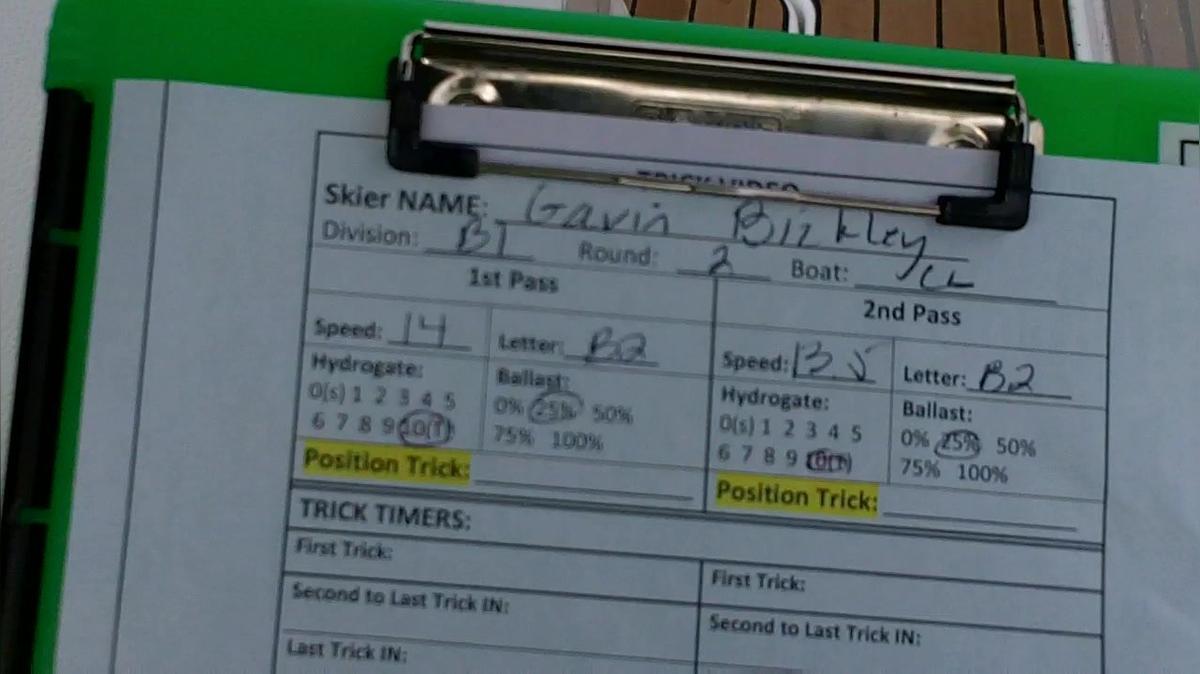 TRICK VIDEO
Skier NAME: Gavin
Division: B1 Round: 2 Boat:
1st Pass
2nd Pass
Speed: 14 Letter: B2
Speed: 13.5 Letter: B2
Hydrogate:
Ballast:
Hydrogate:
Ballast:
0(s) 1 2 3 4 5
0% 25% 50%
0(s) 1 2 3 4 5
0% 25% 50%
6 7 8 9 10(T)
75% 100%
6 7 8 9 10(T)
75% 100%
Position Trick:
Position Trick:
TRICK TIMERS:
First Trick:
First Trick:
Second to Last Trick IN:
Second to Last Trick IN:
Last Trick IN: